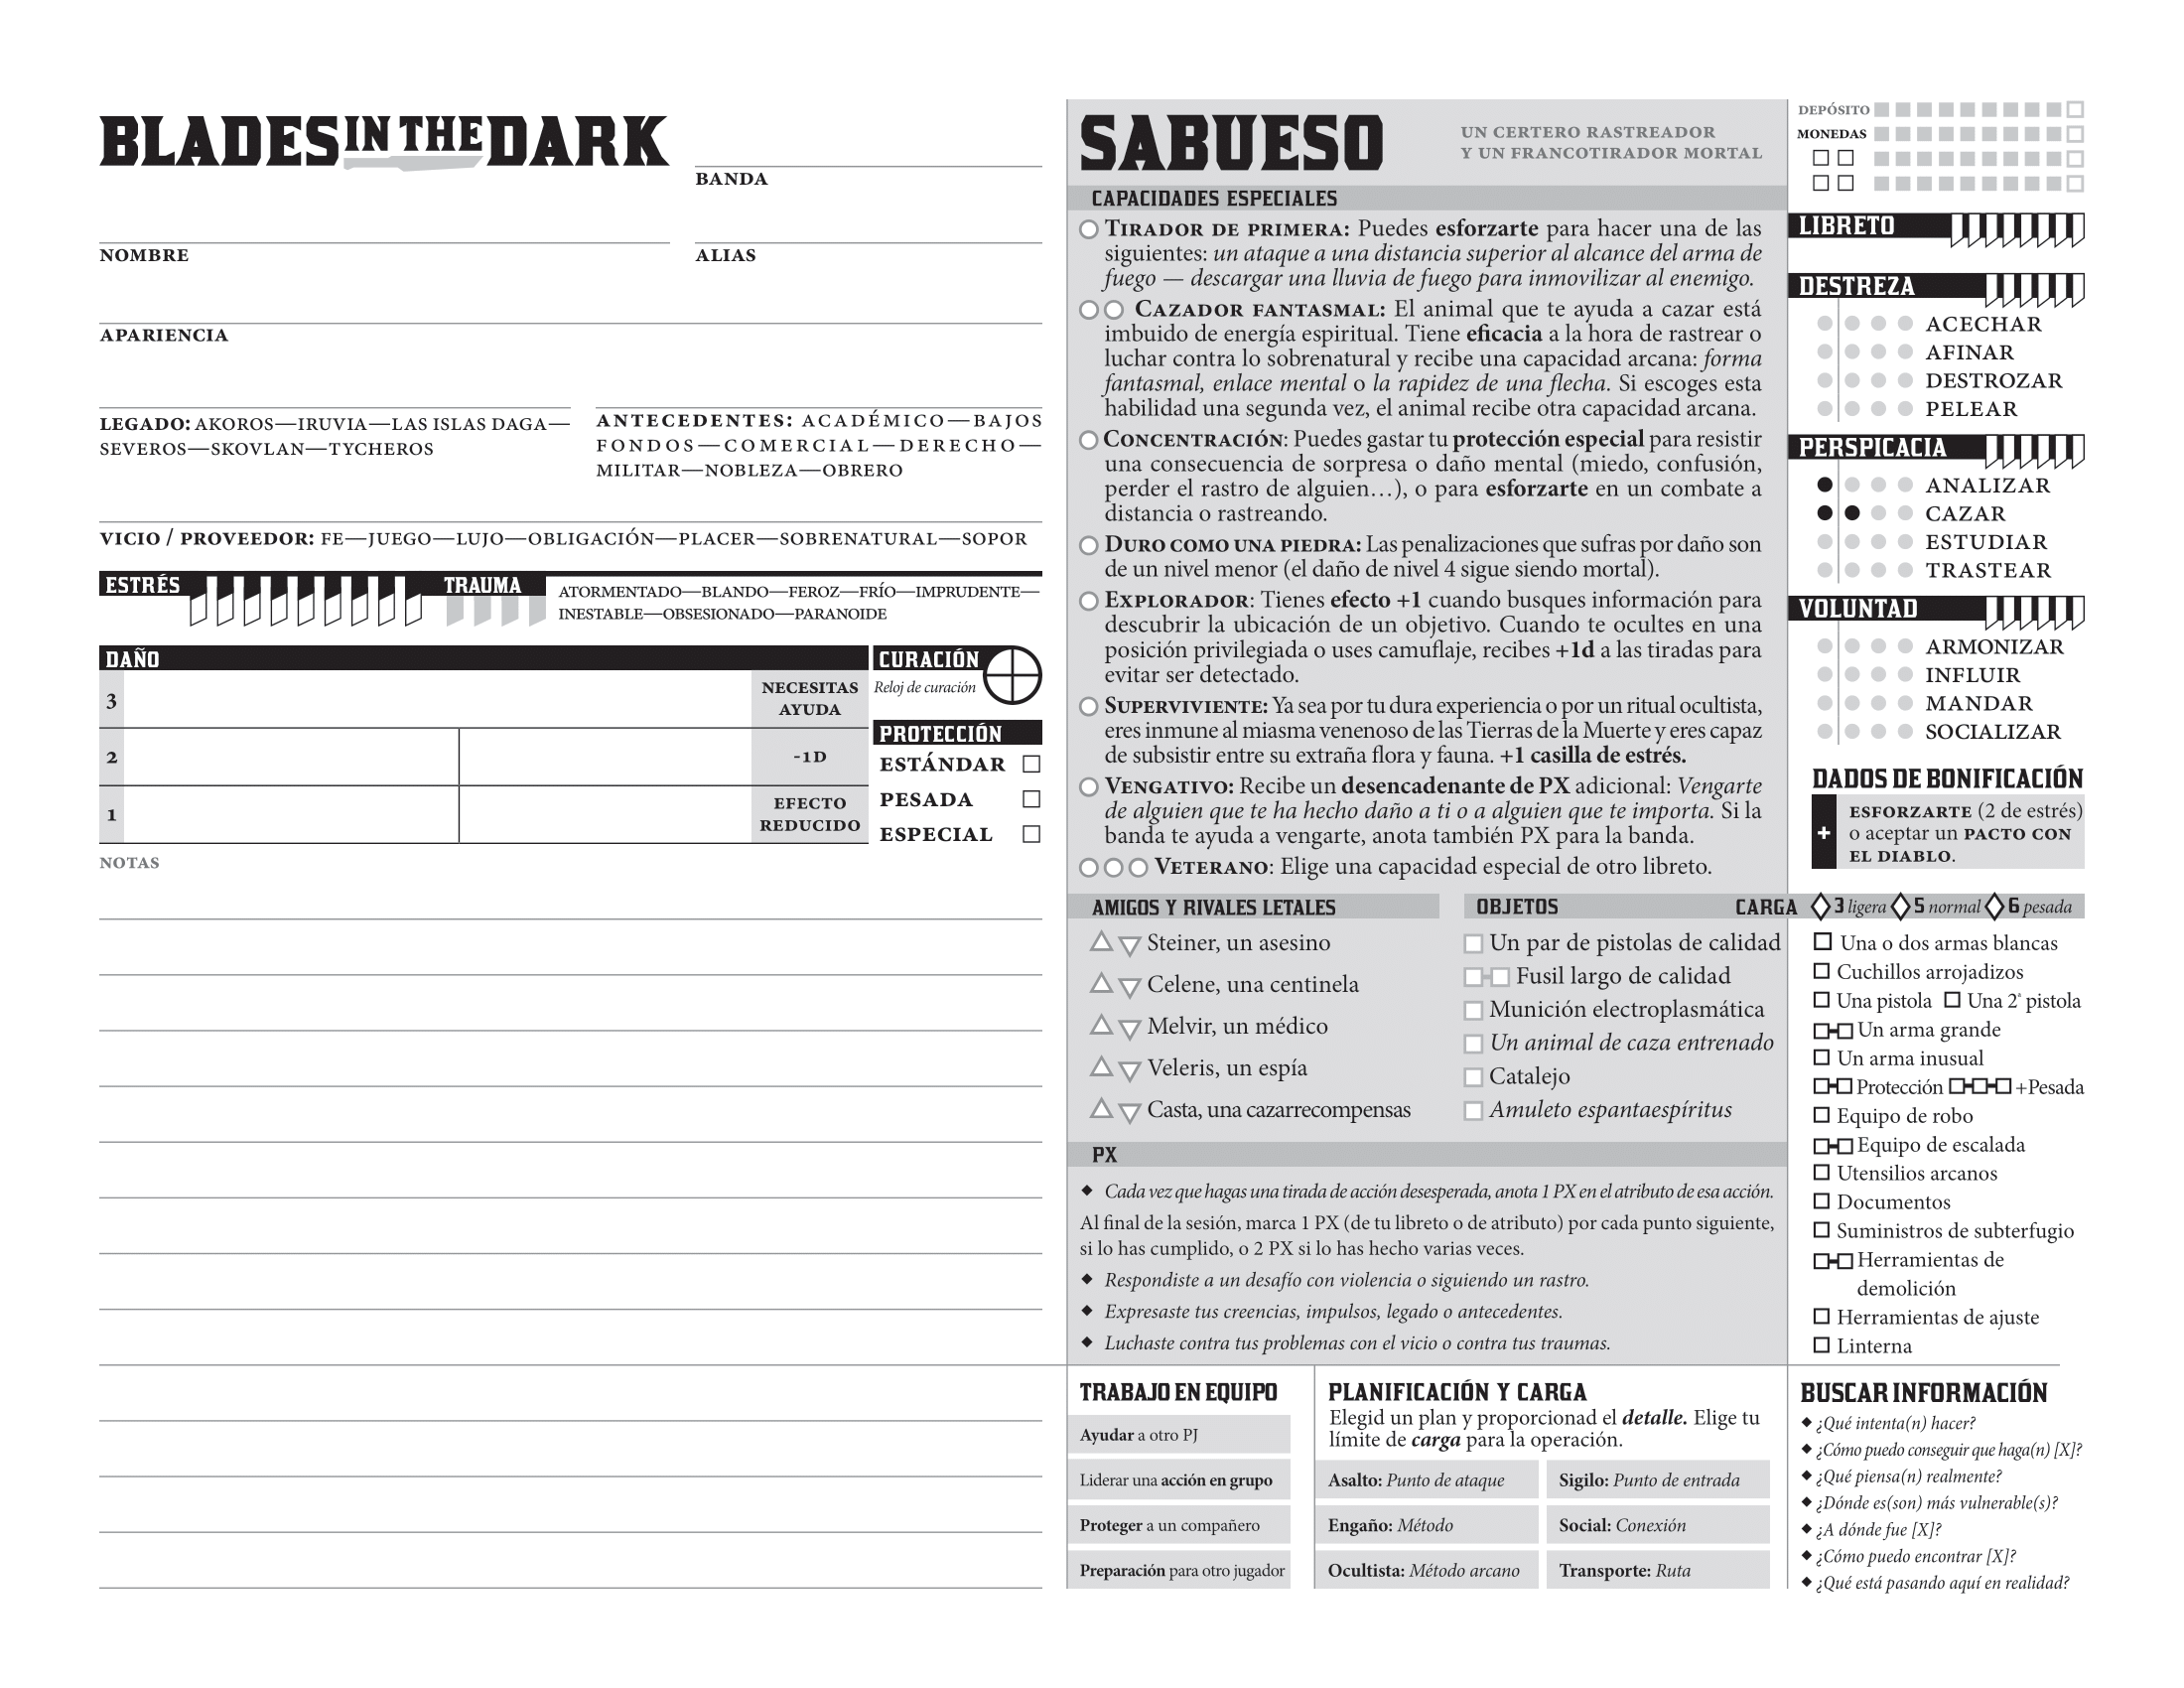 BLADES IN THE DARK
BANDA
NOMBRE
ALIAS
APARIENCIA
LEGADO: AKOROS—IRUVIA—LAS ISLAS DAGA—
SEVEROS—SKOVLAN—TYCHEROS
ANTECEDENTES: ACADÉMICO—BAJOS
FONDOS—COMERCIAL—DERECHO—
MILITAR—NOBLEZA—OBRERO
VICIO / PROVEEDOR: FE—JUEGO—LUJO—OBLIGACIÓN—PLACER—SOBRENATURAL—SOPOR
ESTRÉS
TRAUMA
ATORMENTADO—BLANDO—FEROZ—FRÍO—IMPRUDENTE—
INESTABLE—OBSESIONADO—PARANOIDE
DAÑO
3
NECESITAS
AYUDA
2
-1D
1
EFECTO
REDUCIDO
CURACIÓN
Reloj de curación
PROTECCIÓN
ESTÁNDAR
PESADA
ESPECIAL
NOTAS
SABUESO
UN CERTERO RASTREADOR
Y UN FRANCOTIRADOR MORTAL
CAPACIDADES ESPECIALES
TIRADOR DE PRIMERA: Puedes esforzarte para hacer una de las
siguientes: un ataque a una distancia superior al alcance del arma de
fuego — descargar una lluvia de fuego para inmovilizar al enemigo.
CAZADOR FANTASMAL: El animal que te ayuda a cazar está
imbuido de energía espiritual. Tiene eficacia a la hora de rastrear o
luchar contra lo sobrenatural y recibe una capacidad arcana: forma
fantasmal, enlace mental o la rapidez de una flecha. Si escoges esta
habilidad una segunda vez, el animal recibe otra capacidad arcana.
CONCENTRACIÓN: Puedes gastar tu protección especial para resistir
una consecuencia de sorpresa o daño mental (miedo, confusión,
perder el rastro de alguien…), o para esforzarte en un combate a
distancia o rastreando.
DURO COMO UNA PIEDRA: Las penalizaciones que sufras por daño son
de un nivel menor (el daño de nivel 4 sigue siendo mortal).
EXPLORADOR: Tienes efecto +1 cuando busques información para
descubrir la ubicación de un objetivo. Cuando te ocultes en una
posición privilegiada o uses camuflaje, recibes +1d a las tiradas para
evitar ser detectado.
SUPERVIVIENTE: Ya sea por tu dura experiencia o por un ritual ocultista,
eres inmune al miasma venenoso de las Tierras de la Muerte y eres capaz
de subsistir entre su extraña flora y fauna. +1 casilla de estrés.
VENGATIVO: Recibe un desencadenante de PX adicional: Vengarte
de alguien que te ha hecho daño a ti o a alguien que te importa. Si la
banda te ayuda a vengarte, anota también PX para la banda.
VETERANO: Elige una capacidad especial de otro libreto.
AMIGOS Y RIVALES LETALES
Steiner, un asesino
Celene, una centinela
Melvir, un médico
Veleris, un espía
Casta, una cazarrecompensas
OBJETOS
CARGA 3 ligera 5 normal 6 pesada
Un par de pistolas de calidad
Fusil largo de calidad
Munición electroplasmática
Un animal de caza entrenado
Catalejo
Amuleto espantaespíritus
PX
Cada vez que hagas una tirada de acción desesperada, anota 1 PX en el atributo de esa acción.
Al final de la sesión, marca 1 PX (de tu libreto o de atributo) por cada punto siguiente,
si lo has cumplido, o 2 PX si lo has hecho varias veces.
Respondiste a un desafío con violencia o siguiendo un rastro.
Expresaste tus creencias, impulsos, legado o antecedentes.
Luchaste contra tus problemas con el vicio o contra tus traumas.
TRABAJO EN EQUIPO
Ayudar a otro PJ
Liderar una acción en grupo
Proteger a un compañero
Preparación para otro jugador
PLANIFICACIÓN Y CARGA
Elegid un plan y proporcionad el detalle. Elige tu
límite de carga para la operación.
Asalto: Punto de ataque
Sigilo: Punto de entrada
Engaño: Método
Social: Conexión
Ocultista: Método arcano
Transporte: Ruta
DEPÓSITO
MONEDAS
LIBRETO
DESTREZA
ACECHAR
AFINAR
DESTROZAR
PELEAR
PERSPICACIA
ANALIZAR
CAZAR
ESTUDIAR
TRASTEAR
VOLUNTAD
ARMONIZAR
INFLUIR
MANDAR
SOCIALIZAR
DADOS DE BONIFICACIÓN
+
ESFORZARTE (2 de estrés)
o aceptar un PACTO CON
EL DIABLO.
Una o dos armas blancas
Cuchillos arrojadizos
Una pistola Una 2ª pistola
Un arma grande
Un arma inusual
Protección +Pesada
Equipo de robo
Equipo de escalada
Utensilios arcanos
Documentos
Suministros de subterfugio
Herramientas de
demolición
Herramientas de ajuste
Linterna
BUSCAR INFORMACIÓN
¿Qué intenta(n) hacer?
¿Cómo puedo conseguir que haga(n) [X]?
¿Qué piensa(n) realmente?
¿Dónde es(son) más vulnerable(s)?
¿A dónde fue [X]?
¿Cómo puedo encontrar [X]?
¿Qué está pasando aquí en realidad?